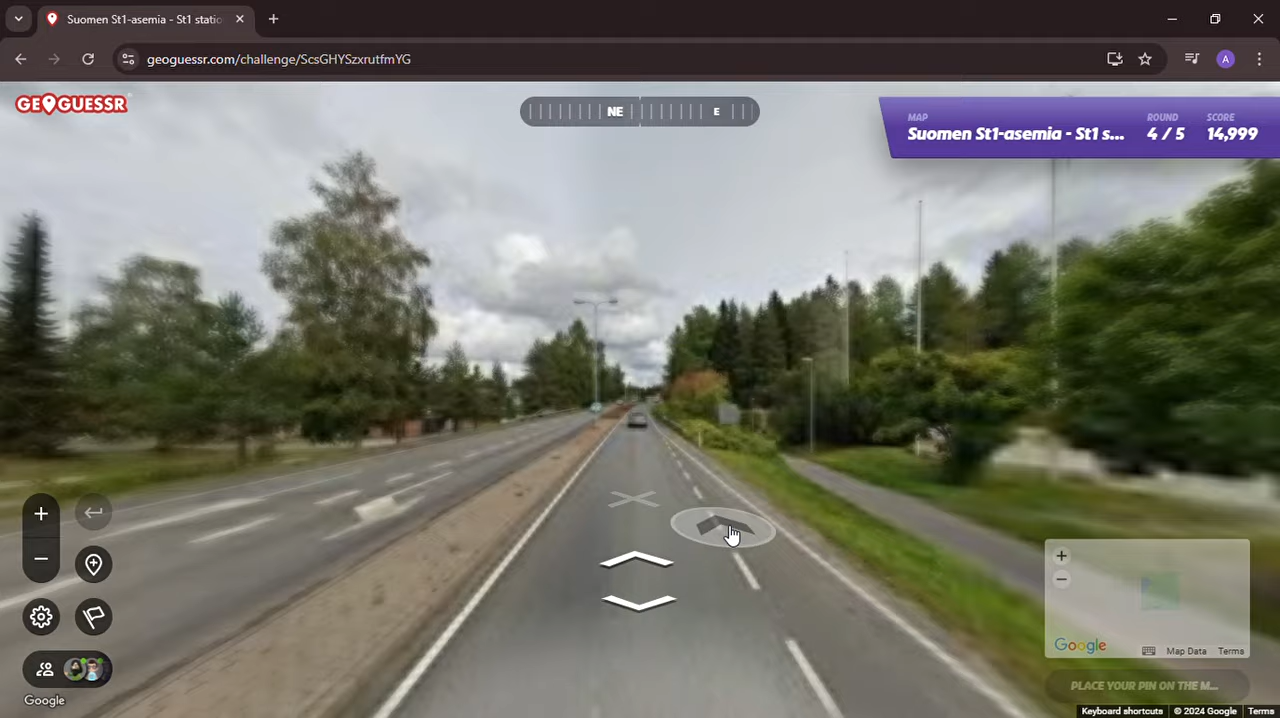 Suomen St1-asemia - St1 statio
geoguessr.com/challenge/ScsGHYSzxrutfmYG
A
GEOGUESSR
NE
E
MAP
ROUND
SCORE
Suomen St1-asemia - St1 s...
4 / 5
14,999
Google
Map Data
Terms
PLACE YOUR PIN ON THE M...
Google
Keyboard shortcuts
© 2024 Google
Terms